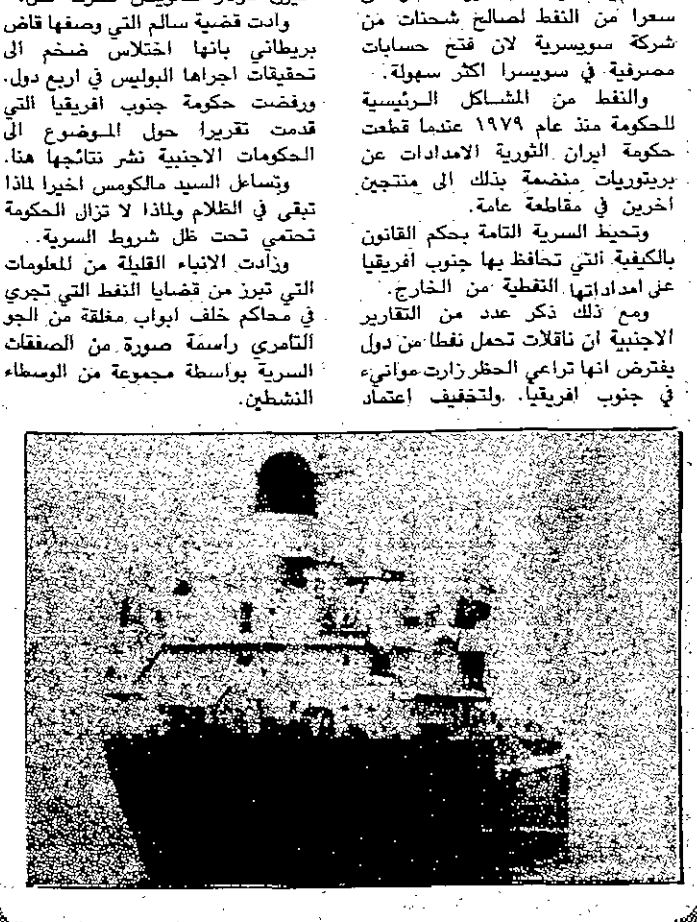 سعرا من النفط لصالح شحنات من
شركة سويسرية لان فتح حسابات
مصرفية في سويسرا اكثر سهولة.
والنفط من المشاكل الرئيسية
للحكومة منذ عام ١٩٧٩ عندما قطعت
حكومة ايران الثورية الامدادات عن
بريتوريات منضمة بذلك الى منتجين
اخرين في مقاطعة عامة.
وتحيط السرية التامة بحكم القانون
بالكيفية التي تحافظ بها جنوب افريقيا
على امداداتها النفطية من الخارج.
ومع ذلك ذكر عدد من التقارير
الاجنبية ان ناقلات تحمل نفطا من دول
يفترض انها تراعي الحظر زارت موانيء
في جنوب افريقيا. ولتخفيف اعتماد
وادت قضية سالم التي وصفها قاض
بريطاني بانها اختلاس ضخم الى
تحقيقات اجراها البوليس في اربع دول.
ورفضت حكومة جنوب افريقيا التي
قدمت تقريرا حول الموضوع الى
الحكومات الاجنبية نشر نتائجها هنا.
وتساءل السيد مالكومس اخيرا لماذا
تبقى في الظلام ولماذا لا تزال الحكومة
تحتمي تحت ظل شروط السرية..
وزادت الانباء القليلة من المعلومات
التي تبرز من قضايا النفط التي تجري
في محاكم خلف ابواب مغلقة من الجو
التآمري راسمة صورة من الصفقات
السرية بواسطة مجموعة من الوسطاء
النشطين.